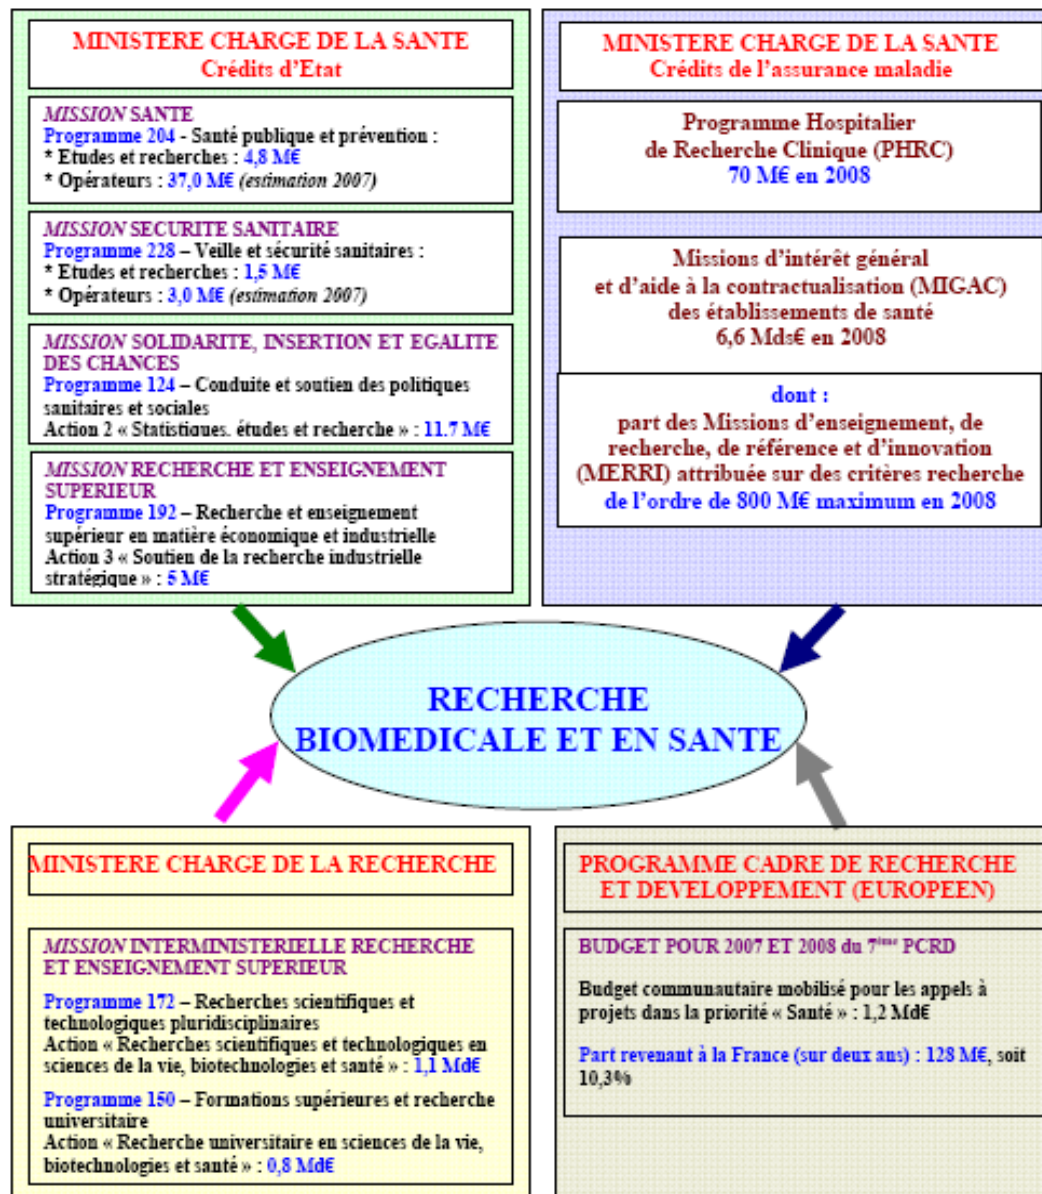 MINISTERE CHARGE DE LA SANTE
Crédits d'Etat
MISSION SANTE
Programme 204 - Santé publique et prévention :
* Etudes et recherches : 4,8 M€
* Opérateurs : 37,0 M€ (estimation 2007)
MISSION SECURITE SANITAIRE
Programme 228 – Veille et sécurité sanitaires :
* Etudes et recherches : 1,5 M€
* Opérateurs : 3,0 M€ (estimation 2007)
MISSION SOLIDARITE, INSERTION ET EGALITE
DES CHANCES
Programme 124 – Conduite et soutien des politiques
sanitaires et sociales
Action 2 « Statistiques, études et recherche » : 11,7 M€
MISSION RECHERCHE ET ENSEIGNEMENT
SUPERIEUR
Programme 192 – Recherche et enseignement
supérieur en matière économique et industrielle
Action 3 « Soutien de la recherche industrielle
stratégique » : 5 M€
MINISTERE CHARGE DE LA SANTE
Crédits de l'assurance maladie
Programme Hospitalier
de Recherche Clinique (PHRC)
70 M€ en 2008
Missions d'intérêt général
et d'aide à la contractualisation (MIGAC)
des établissements de santé
6,6 Mds€ en 2008
dont :
part des Missions d'enseignement, de
recherche, de référence et d'innovation
(MERRI) attribuée sur des critères recherche
de l'ordre de 800 M€ maximum en 2008
RECHERCHE
BIOMEDICALE ET EN SANTE
MINISTERE CHARGE DE LA RECHERCHE
MISSION INTERMINISTERIELLE RECHERCHE
ET ENSEIGNEMENT SUPERIEUR
Programme 172 – Recherches scientifiques et
technologiques pluridisciplinaires
Action « Recherches scientifiques et technologiques en
sciences de la vie, biotechnologies et santé » : 1,1 Md€
Programme 150 – Formations supérieures et recherche
universitaire
Action « Recherche universitaire en sciences de la vie,
biotechnologies et santé » : 0,8 Md€
PROGRAMME CADRE DE RECHERCHE
ET DEVELOPPEMENT (EUROPEEN)
BUDGET POUR 2007 ET 2008 du 7ème PCRD
Budget communautaire mobilisé pour les appels à
projets dans la priorité « Santé » : 1,2 Md€
Part revenant à la France (sur deux ans) : 128 M€, soit
10,3%